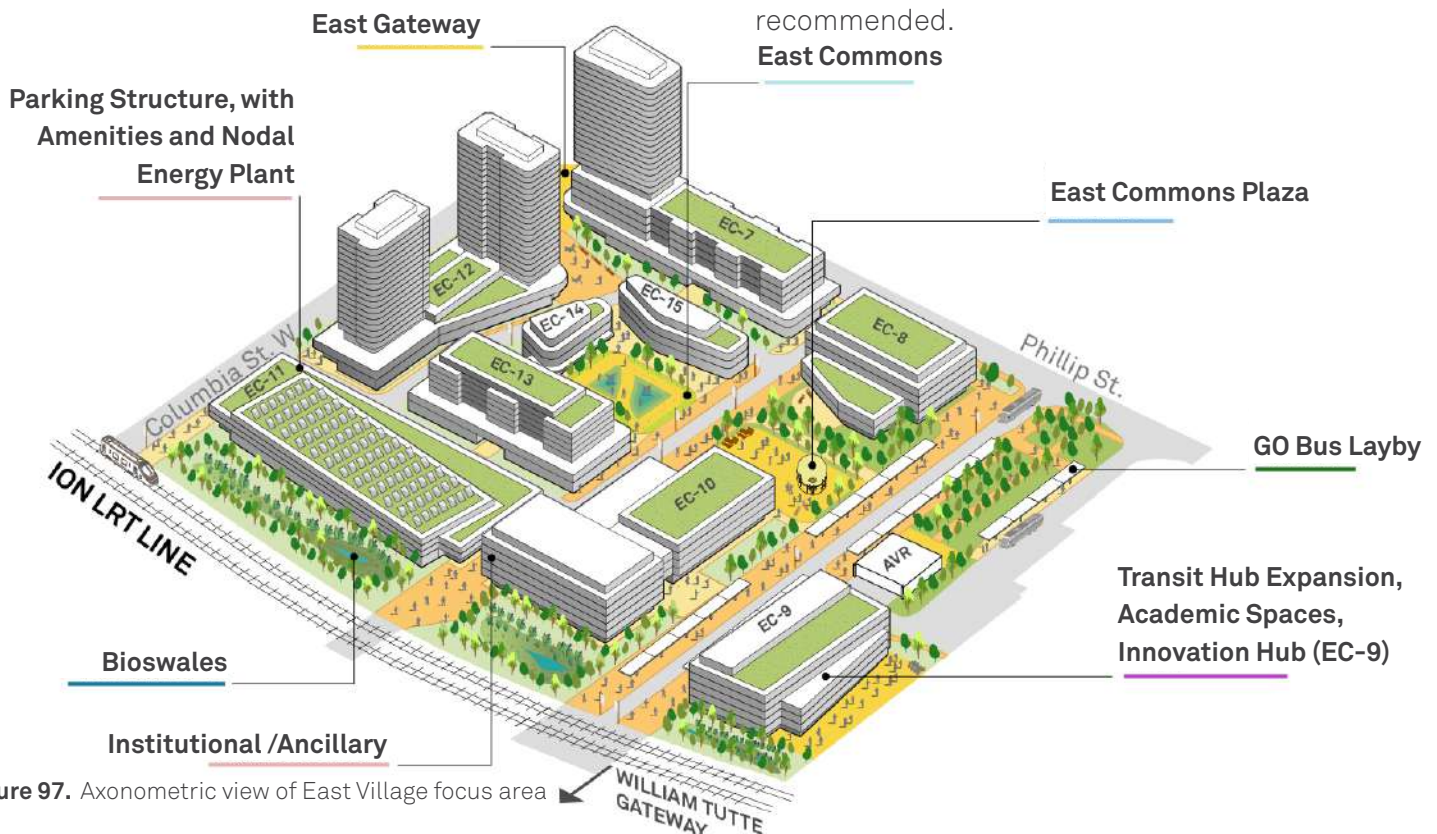 recommended.
East Gateway
East Commons
Parking Structure, with
Amenities and Nodal
Energy Plant
East Commons Plaza
EC-7
EC-12
EC-15
EC-14
EC-8
Phillip St.
Columbia St. W
EC-11
EC-13
GO Bus Layby
ION LRT LINE
EC-10
AVR
EC-9
Transit Hub Expansion,
Academic Spaces,
Innovation Hub (EC-9)
Bioswales
Institutional /Ancillary
ure 97. Axonometric view of East Village focus area
WILLIAM TUTTE
GATEWAY